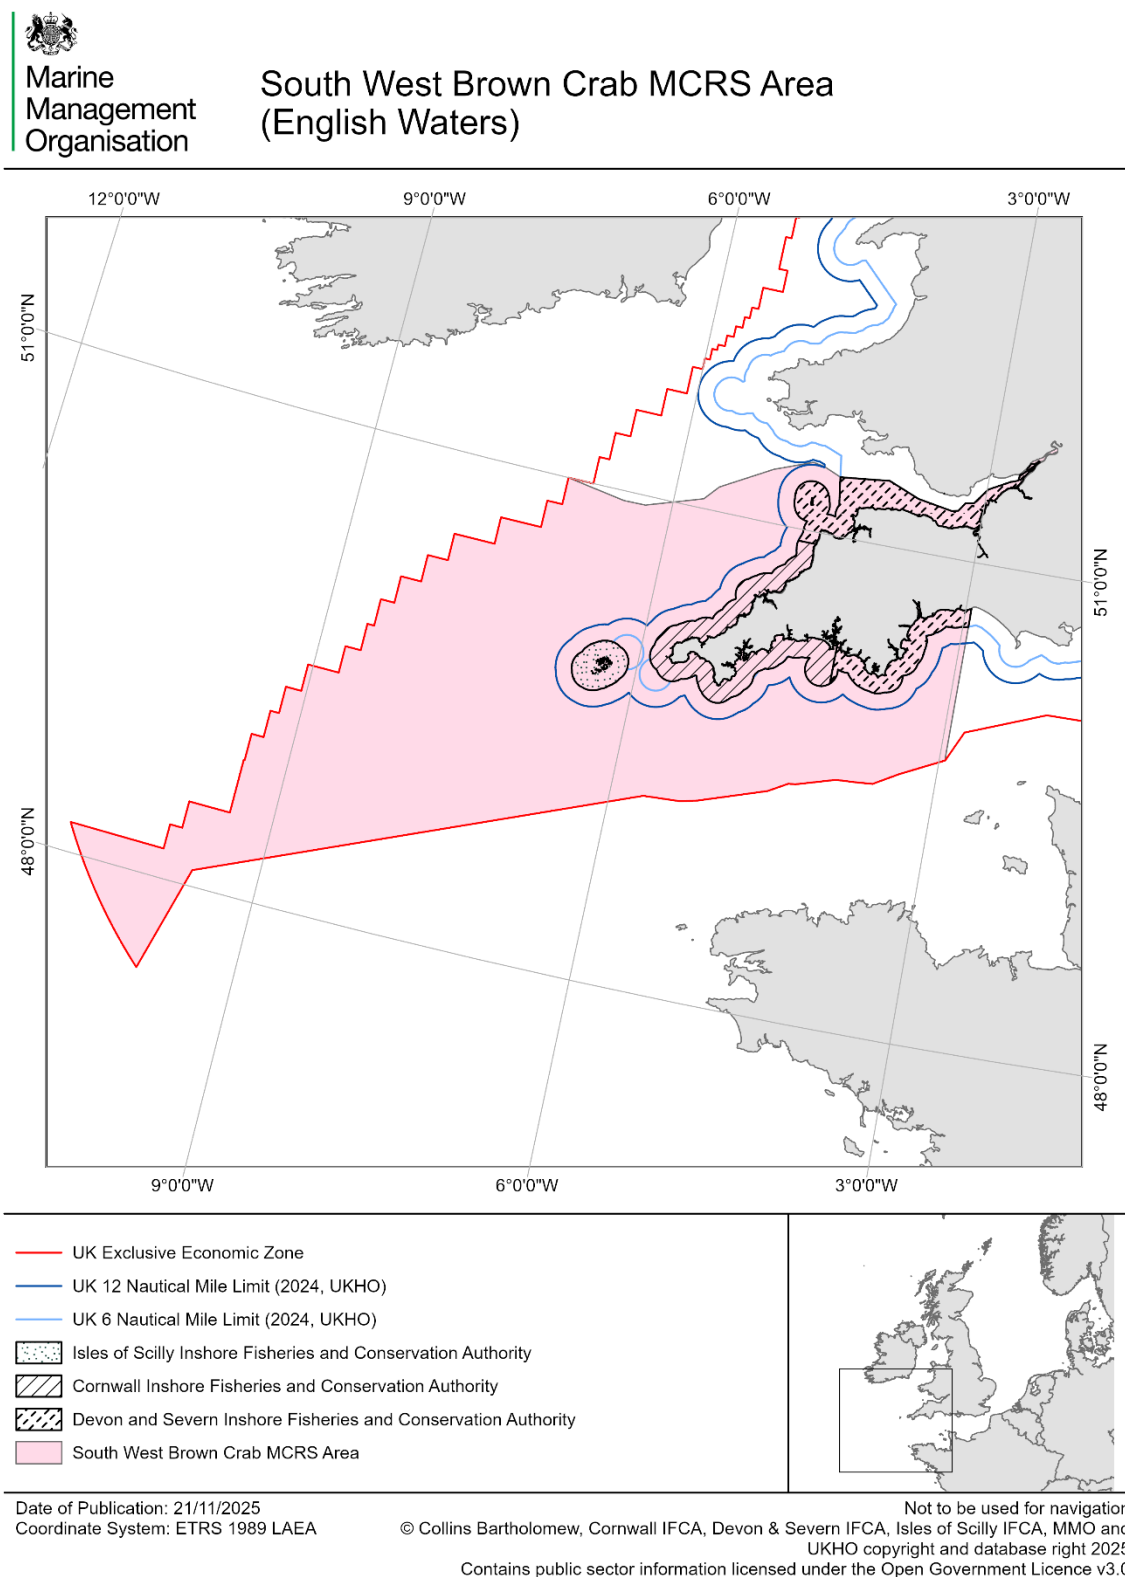 Marine
Management
Organisation
South West Brown Crab MCRS Area
(English Waters)
12°0'0"W
9°0'0"W
6°0'0"W
3°0'0"W
51°0'0"N
51°0'0"N
48°0'0"N
48°0'0"N
9°0'0"W
6°0'0"W
3°0'0"W
UK Exclusive Economic Zone
UK 12 Nautical Mile Limit (2024, UKHO)
UK 6 Nautical Mile Limit (2024, UKHO)
Isles of Scilly Inshore Fisheries and Conservation Authority
Cornwall Inshore Fisheries and Conservation Authority
Devon and Severn Inshore Fisheries and Conservation Authority
South West Brown Crab MCRS Area
Date of Publication: 21/11/2025
Coordinate System: ETRS 1989 LAEA
Not to be used for navigation
© Collins Bartholomew, Cornwall IFCA, Devon & Severn IFCA, Isles of Scilly IFCA, MMO and
UKHO copyright and database right 2025
Contains public sector information licensed under the Open Government Licence v3.0